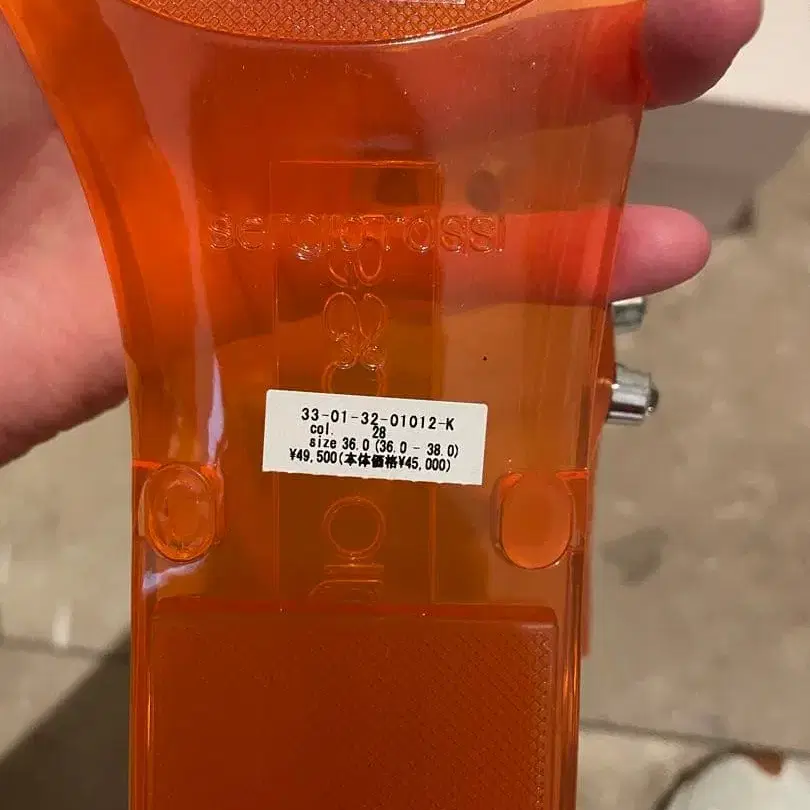 sergio rossi
33-01-32-01012-K
col. 28
size 36.0 (36.0 - 38.0)
¥49,500(本体価格¥45,000)